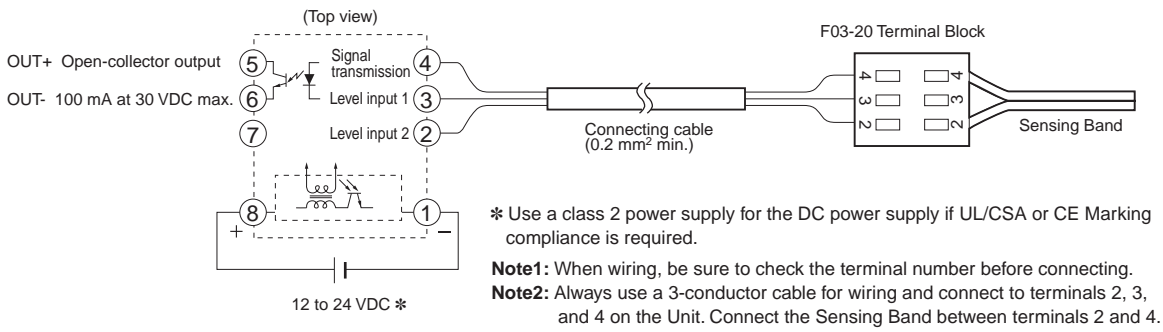 (Top view)
F03-20 Terminal Block
OUT+ Open-collector output
5
Signal
transmission
4
OUT- 100 mA at 30 VDC max.
6
Level input 1
3
7
Level input 2
2
Connecting cable
(0.2 mm² min.)
4
4
3
3
2
2
Sensing Band
8
1
+
−
12 to 24 VDC ✻
✻ Use a class 2 power supply for the DC power supply if UL/CSA or CE Marking
compliance is required.
Note1: When wiring, be sure to check the terminal number before connecting.
Note2: Always use a 3-conductor cable for wiring and connect to terminals 2, 3,
and 4 on the Unit. Connect the Sensing Band between terminals 2 and 4.